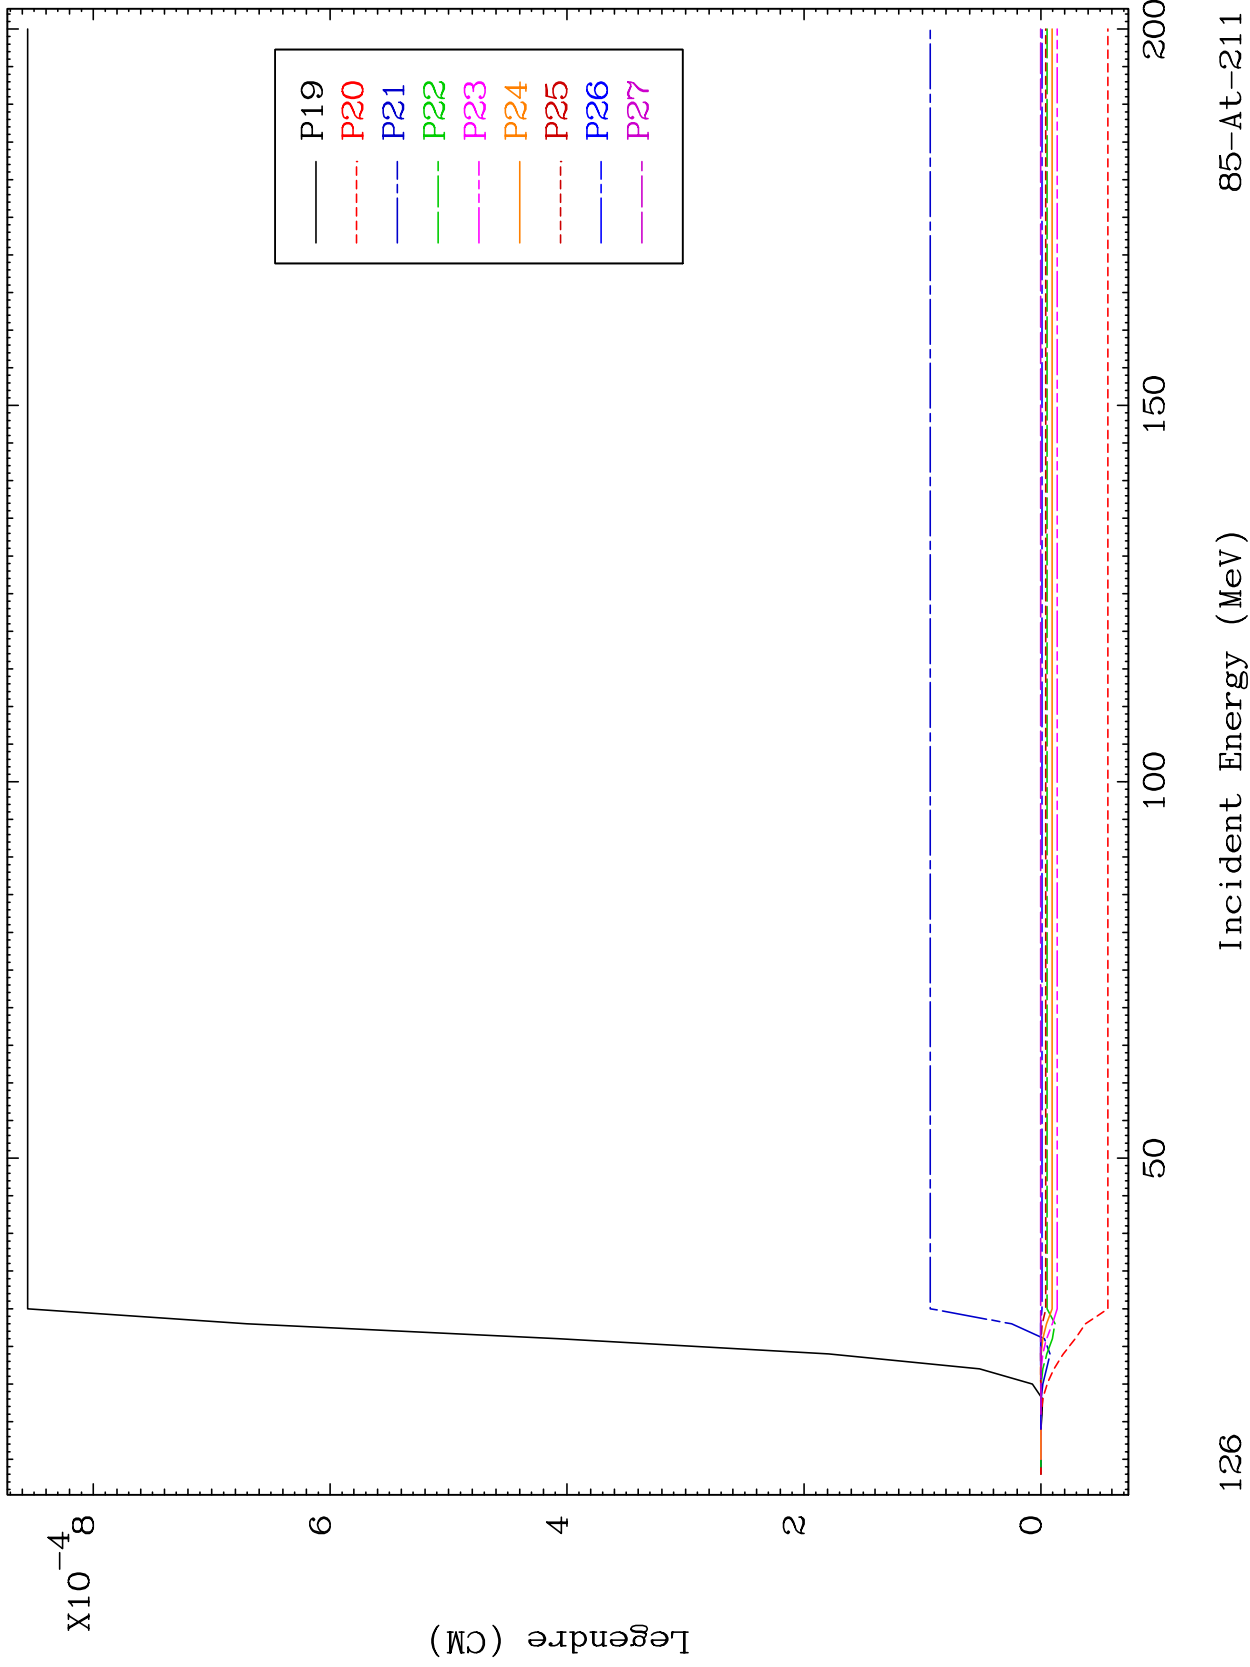 X10-4
8
6
4
2
0
Legendre (CM)
P19
P20
P21
P22
P23
P24
P25
P26
P27
50
100
150
200
Incident Energy (MeV)
126
85-At-211